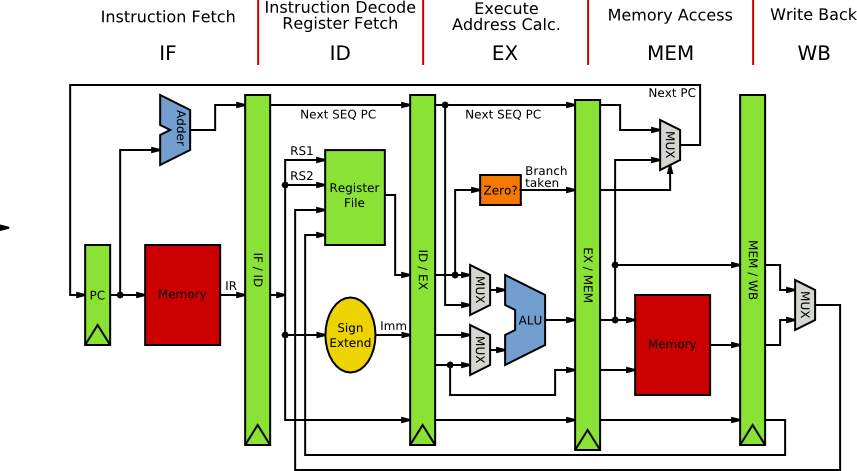 Instruction Fetch
Instruction Decode
Register Fetch
Execute
Address Calc.
Memory Access
Write Back
IF
ID
EX
MEM
WB
Next PC
Adder
Next SEQ PC
Next SEQ PC
MUX
RS1
RS2
Register
File
Zero?
Branch
taken
IF / ID
ID / EX
EX / MEM
MEM / WB
PC
Memory
IR
MUX
ALU
MUX
Sign
Extend
Imm
MUX
Memory